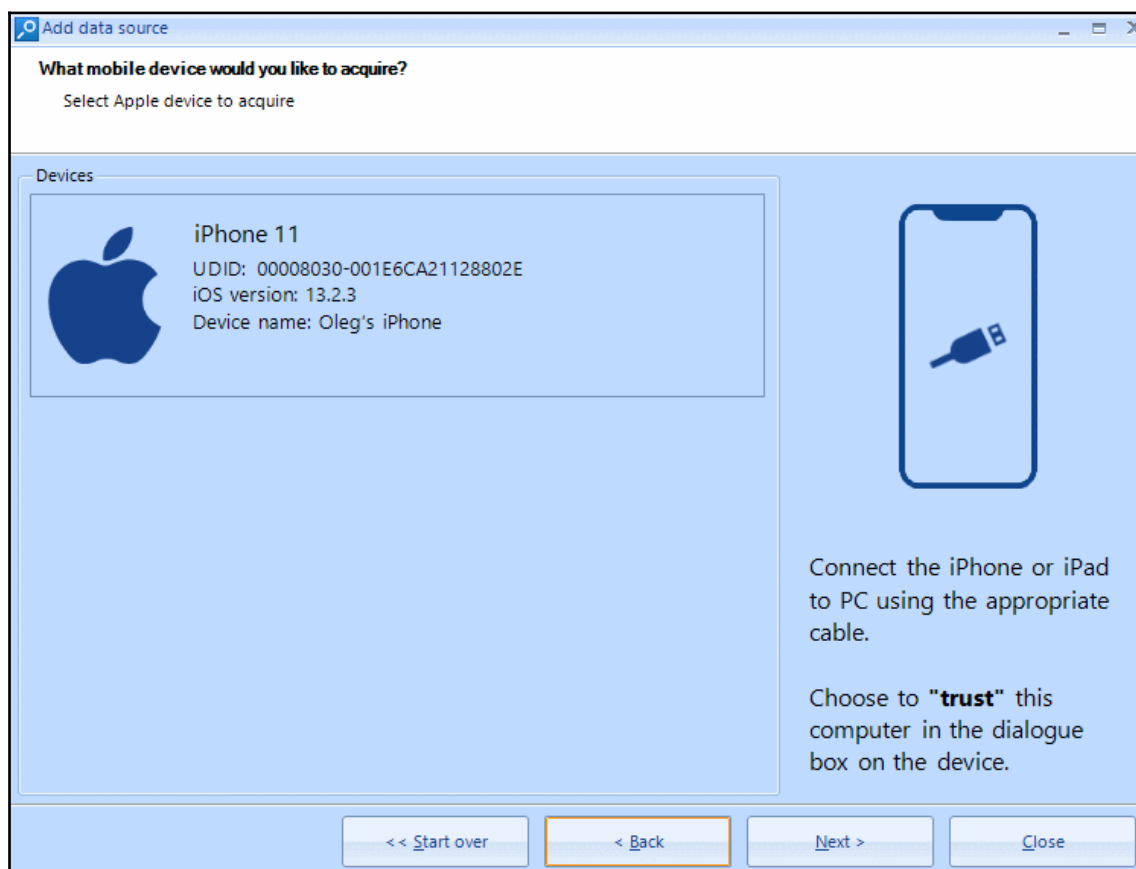 Add data source
What mobile device would you like to acquire?
Select Apple device to acquire
Devices
iPhone 11
UDID: 00008030-001E6CA21128802E
iOS version: 13.2.3
Device name: Oleg's iPhone
Connect the iPhone or iPad
to PC using the appropriate
cable.
Choose to "trust" this
computer in the dialogue
box on the device.
<< Start over
< Back
Next >
Close